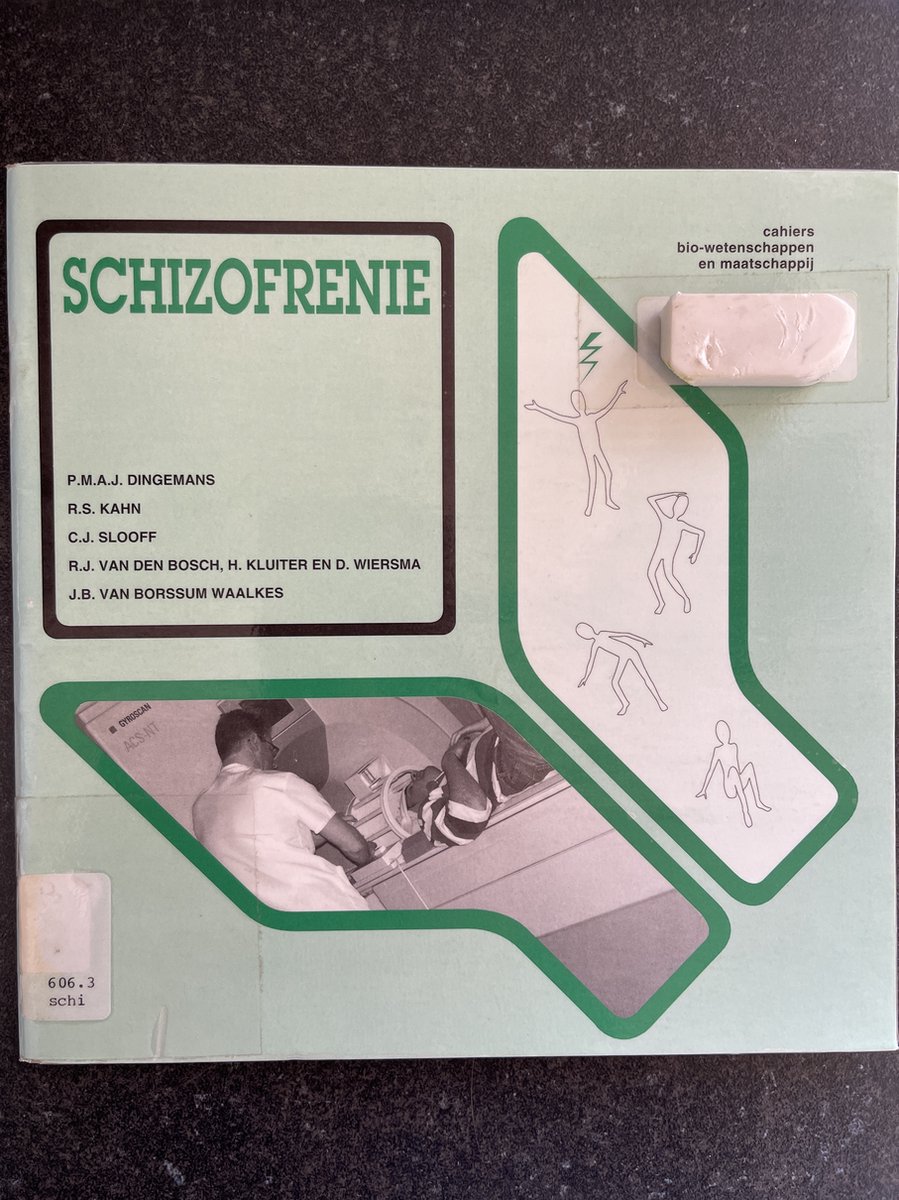 cahiers
bio-wetenschappen
en maatschappij
SCHIZOFRENIE
P.M.A.J. DINGEMANS
R.S. KAHN
C.J. SLOOFF
R.J. VAN DEN BOSCH, H. KLUITER EN D. WIERSMA
J.B. VAN BORSSUM WAALKES
GYROSCAN
ACS-NT
606.3
schi